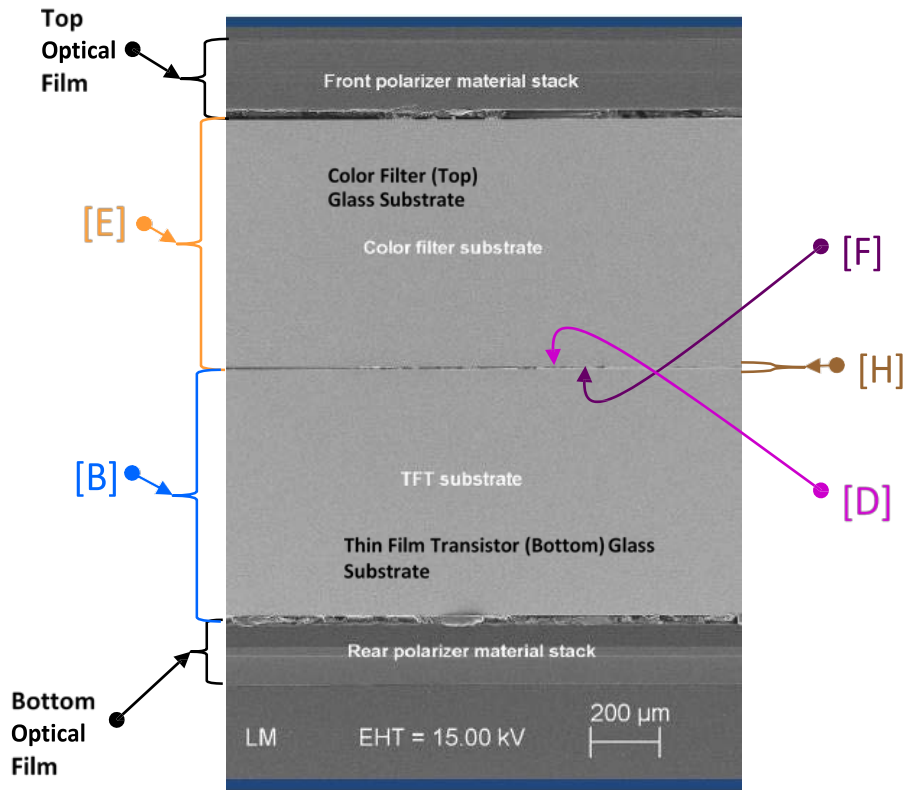 Top
Optical
Film
Front polarizer material stack
Color Filter (Top)
Glass Substrate
[E]
Color filter substrate
[F]
[H]
[B]
TFT substrate
[D]
Thin Film Transistor (Bottom) Glass
Substrate
Rear polarizer material stack
Bottom
Optical
Film
200 µm
LM
EHT = 15.00 kV